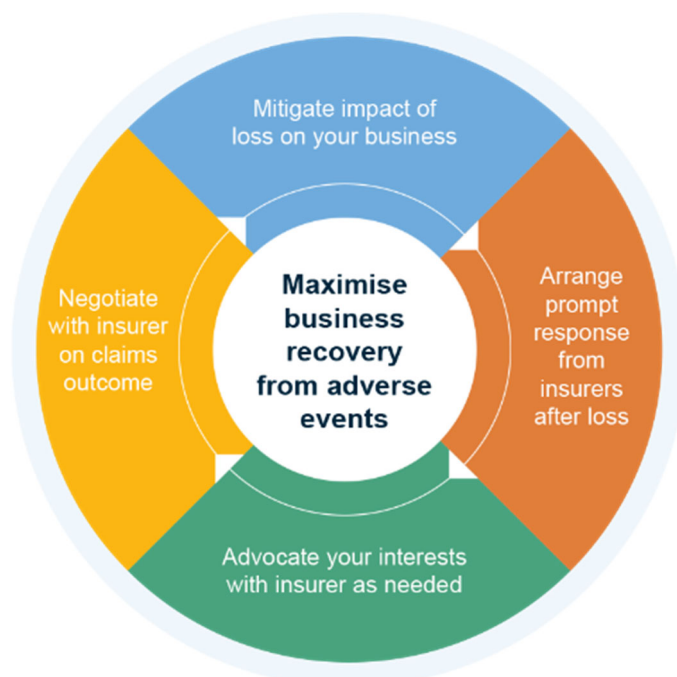 Mitigate impact of
loss on your business
Arrange
prompt
response
from
insurers
after loss
Advocate your interests
with insurer as needed
Negotiate
with insurer
on claims
outcome
Maximise
business
recovery
from adverse
events